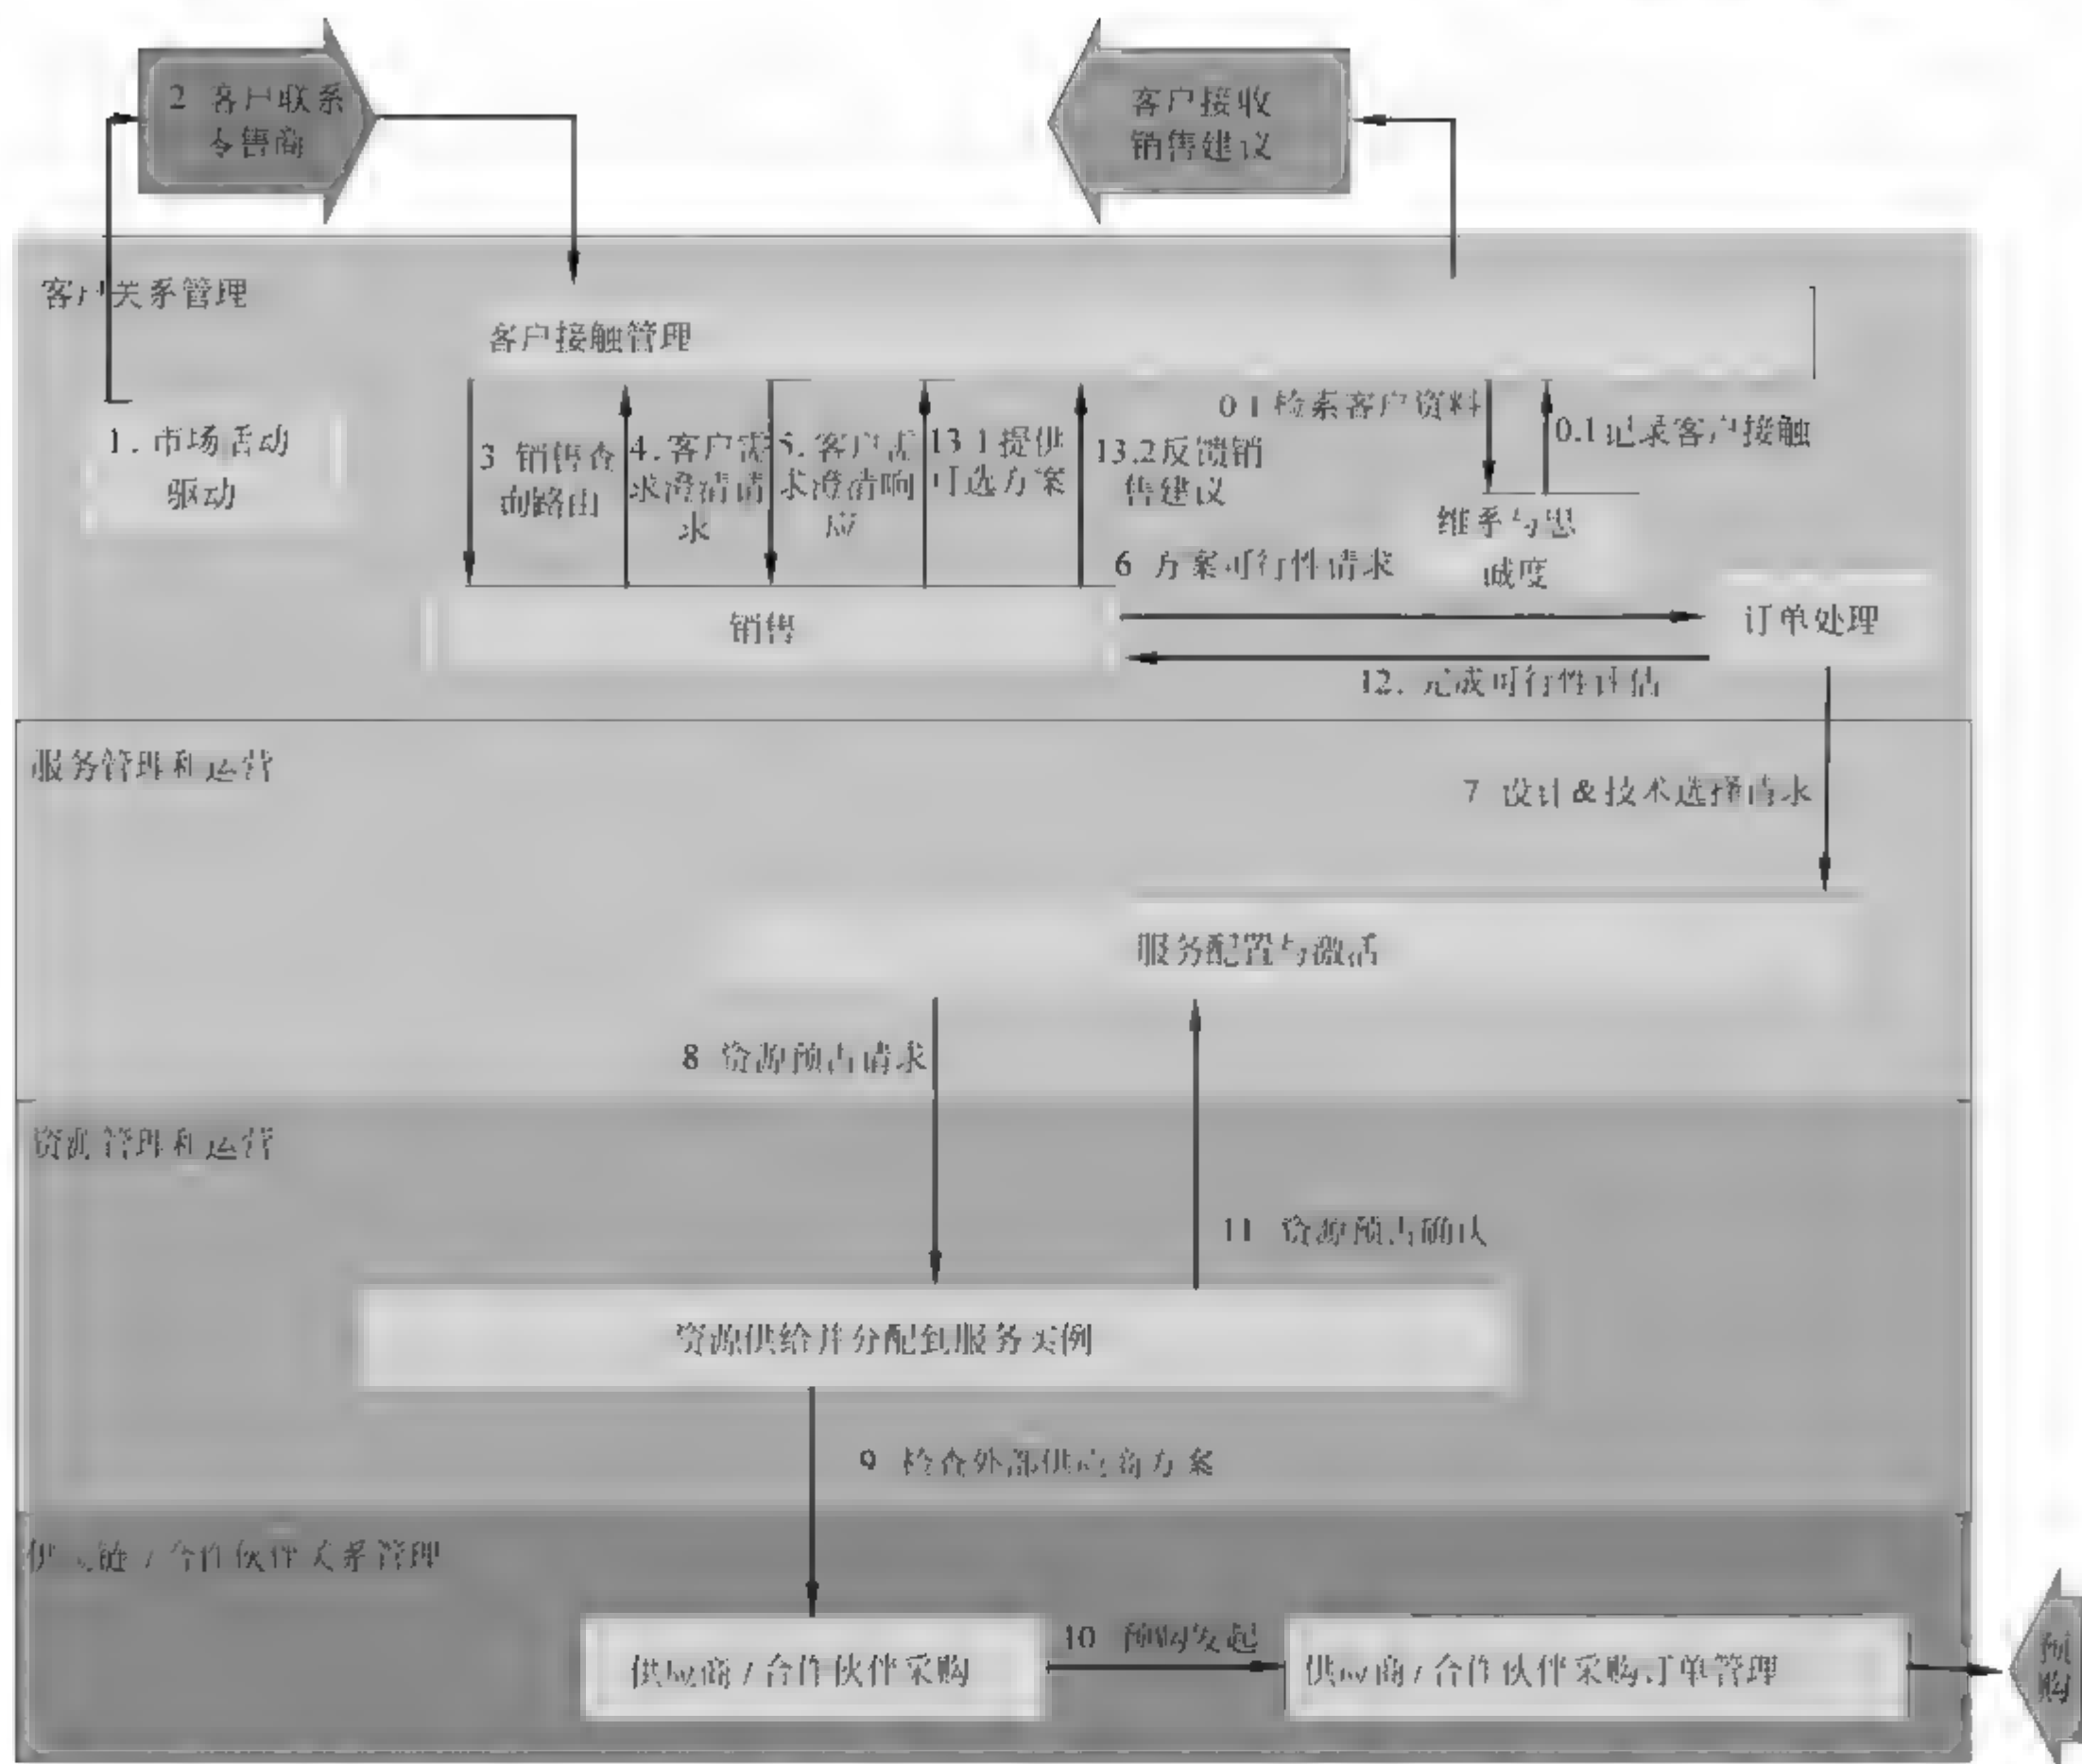 2 客户联系
零售商
客户接收
销售建议
客户关系管理
客户接触管理
1. 市场活动
驱动
3 销售查
询路由
4. 客户需
求澄清请
求
5. 客户需
求澄清响
应
13.1 提供
可选方案
13.2反馈销
售建议
0.1 检索客户资料
0.1 记录客户接触
维系与忠
诚度
6 方案可行性请求
销售
订单处理
12. 完成可行性评估
服务管理和运营
7 设计&技术选择请求
服务配置与激活
8 资源预占请求
资源管理和运营
11 资源预占确认
资源供给并分配到服务实例
9 检查外部供应商方案
供应链/合作伙伴关系管理
10 预购发起
供应商/合作伙伴采购
供应商/合作伙伴采购订单管理
预
购